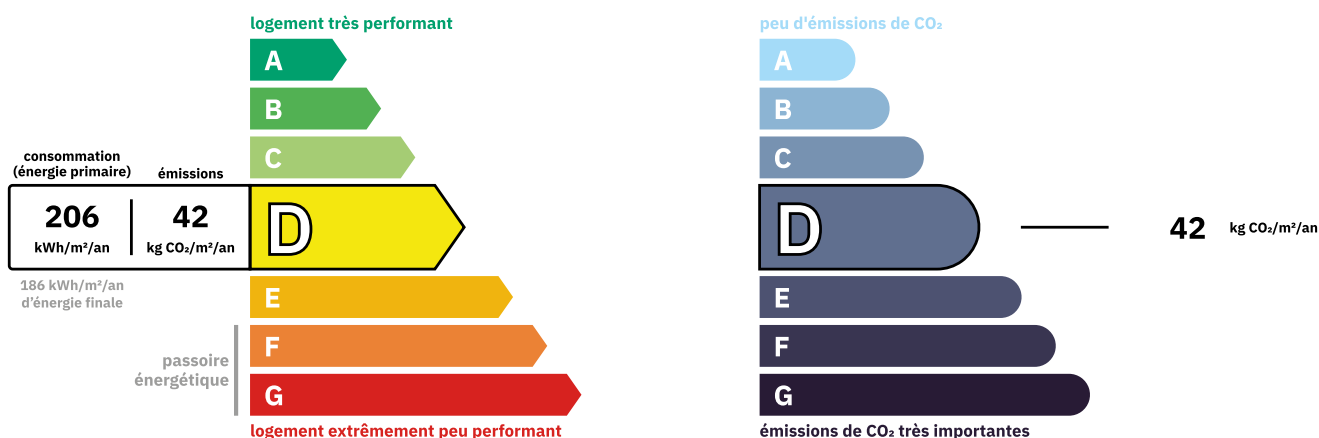 logement très performant
A
B
C
consommation
(énergie primaire)
émissions
206
kWh/m²/an
42
kg CO₂/m²/an
D
186 kWh/m²/an
d'énergie finale
E
F
G
passoire
énergétique
logement extrêmement peu performant
peu d'émissions de CO₂
A
B
C
D
42
kg CO₂/m²/an
E
F
G
émissions de CO₂ très importantes